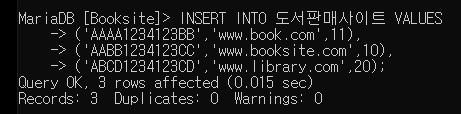 MariaDB [Booksite]> INSERT INTO 도서판매사이트 VALUES
-> ('AAAA1234123BB','www.book.com',11),
-> ('AABB1234123CC','www.booksite.com',10),
-> ('ABCD1234123CD','www.library.com',20);
Query OK, 3 rows affected (0.015 sec)
Records: 3  Duplicates: 0  Warnings: 0